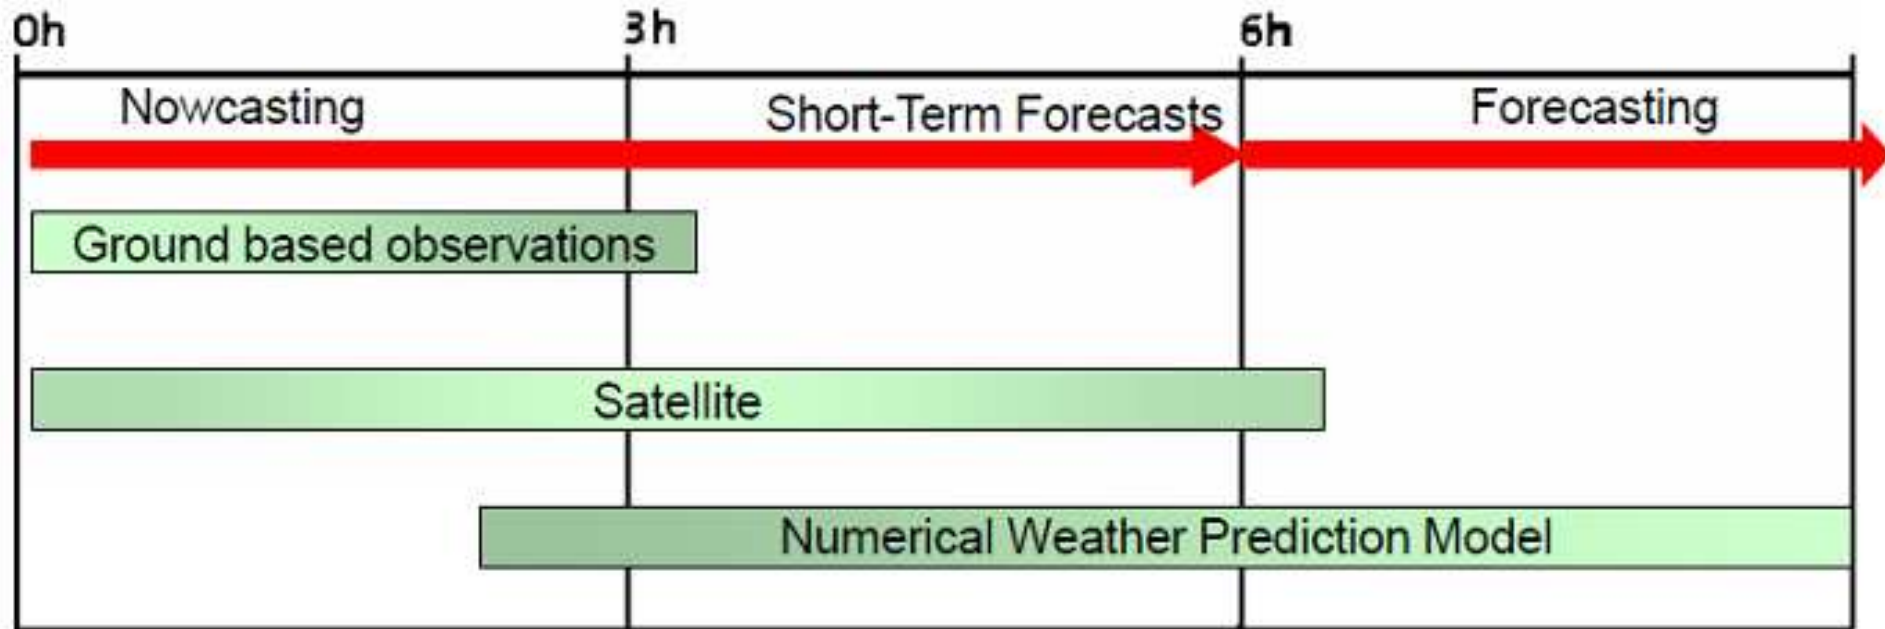 0h 3h 6h
Nowcasting Short-Term Forecasts Forecasting
Ground based observations
Satellite
Numerical Weather Prediction Model